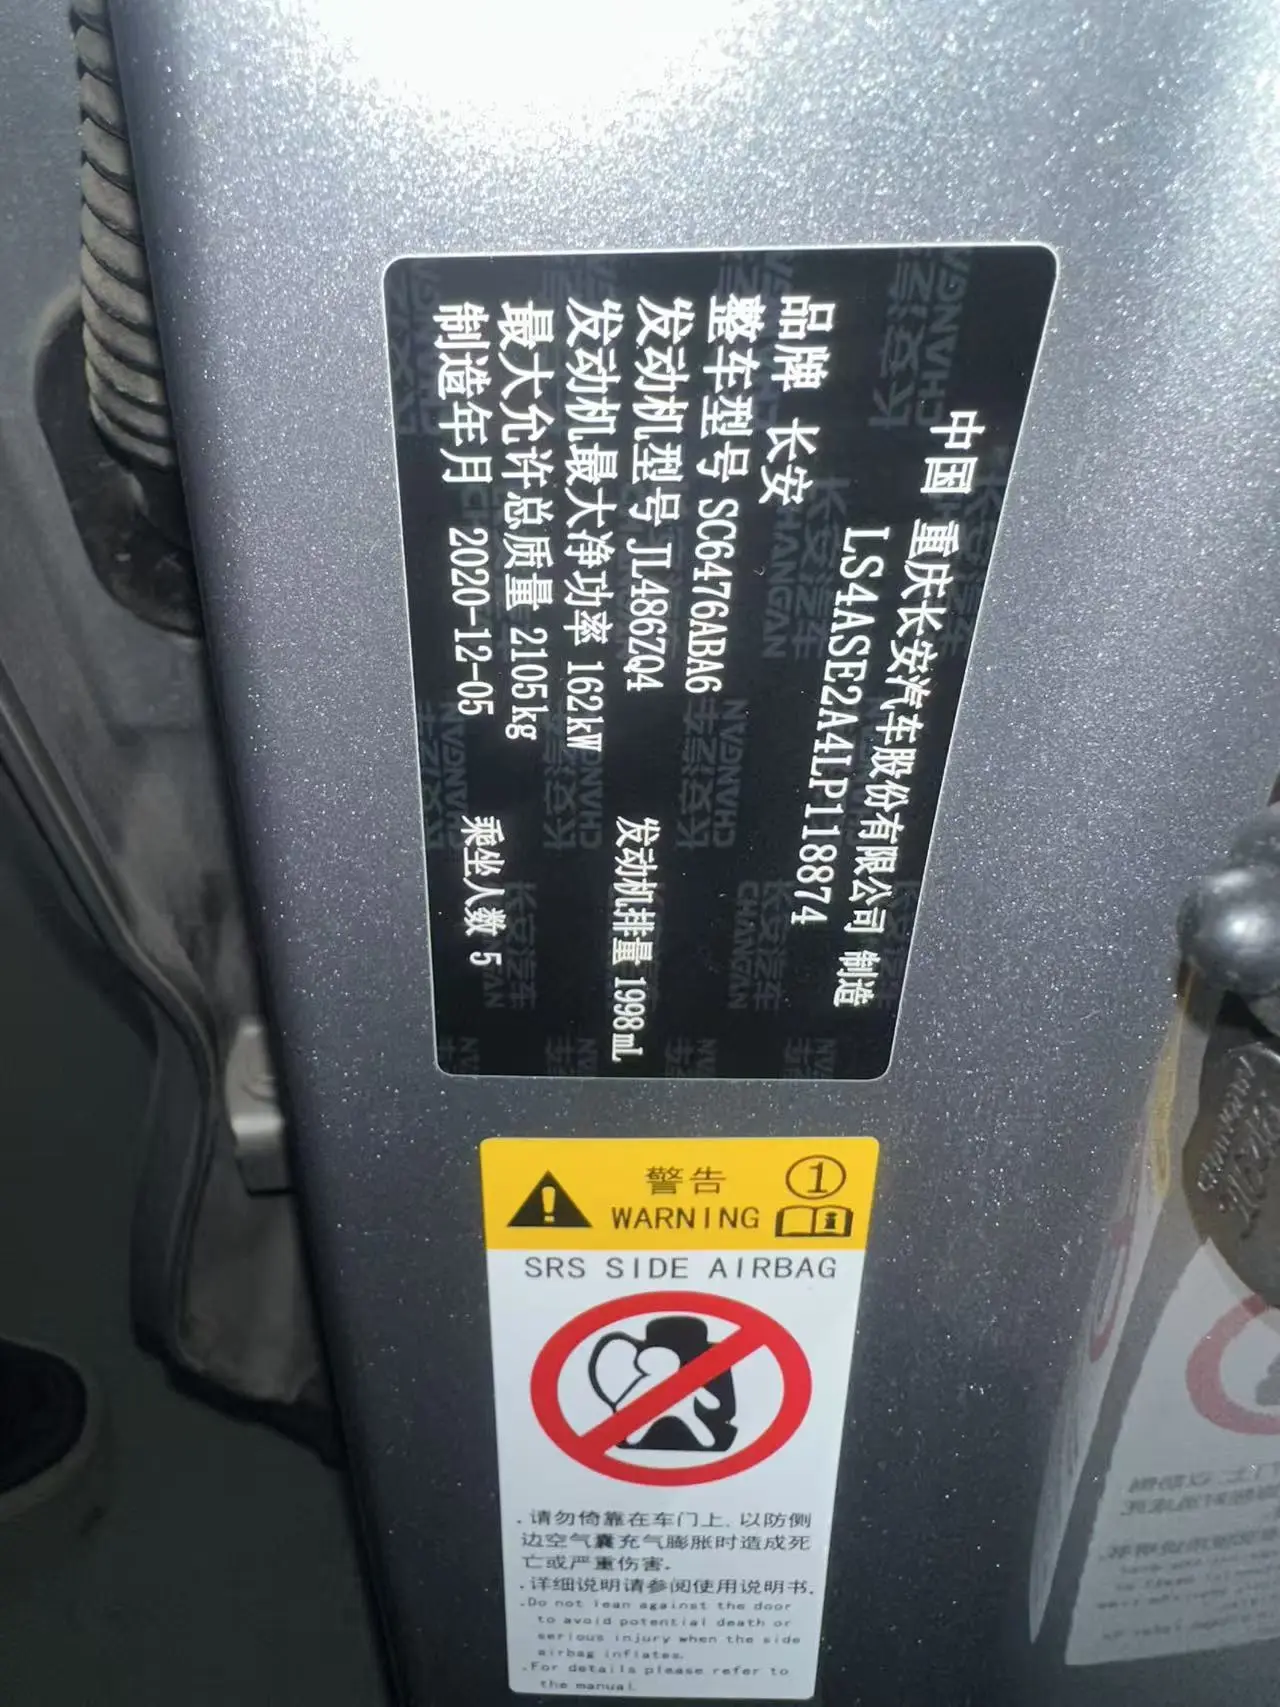 中国 重庆长安汽车股份有限公司 制造
LS4ASE2A4LP118874
品牌 长安
整车型号 SC6476ABA6
发动机型号 JL486ZQ4 发动机排量 1998mL
发动机最大净功率 162kW
最大允许总质量 2105kg
制造年月 2020-12-05 乘坐人数 5
长安汽车
CHANGAN
警告 1
WARNING i
SRS SIDE AIRBAG
.请勿倚靠在车门上,以防侧
边空气囊充气膨胀时造成死
亡或严重伤害.
.详细说明请参阅使用说明书.
.Do not lean against the door
to avoid potential death or
serious injury when the side
airbag inflates.
.For details please refer to
the manual.